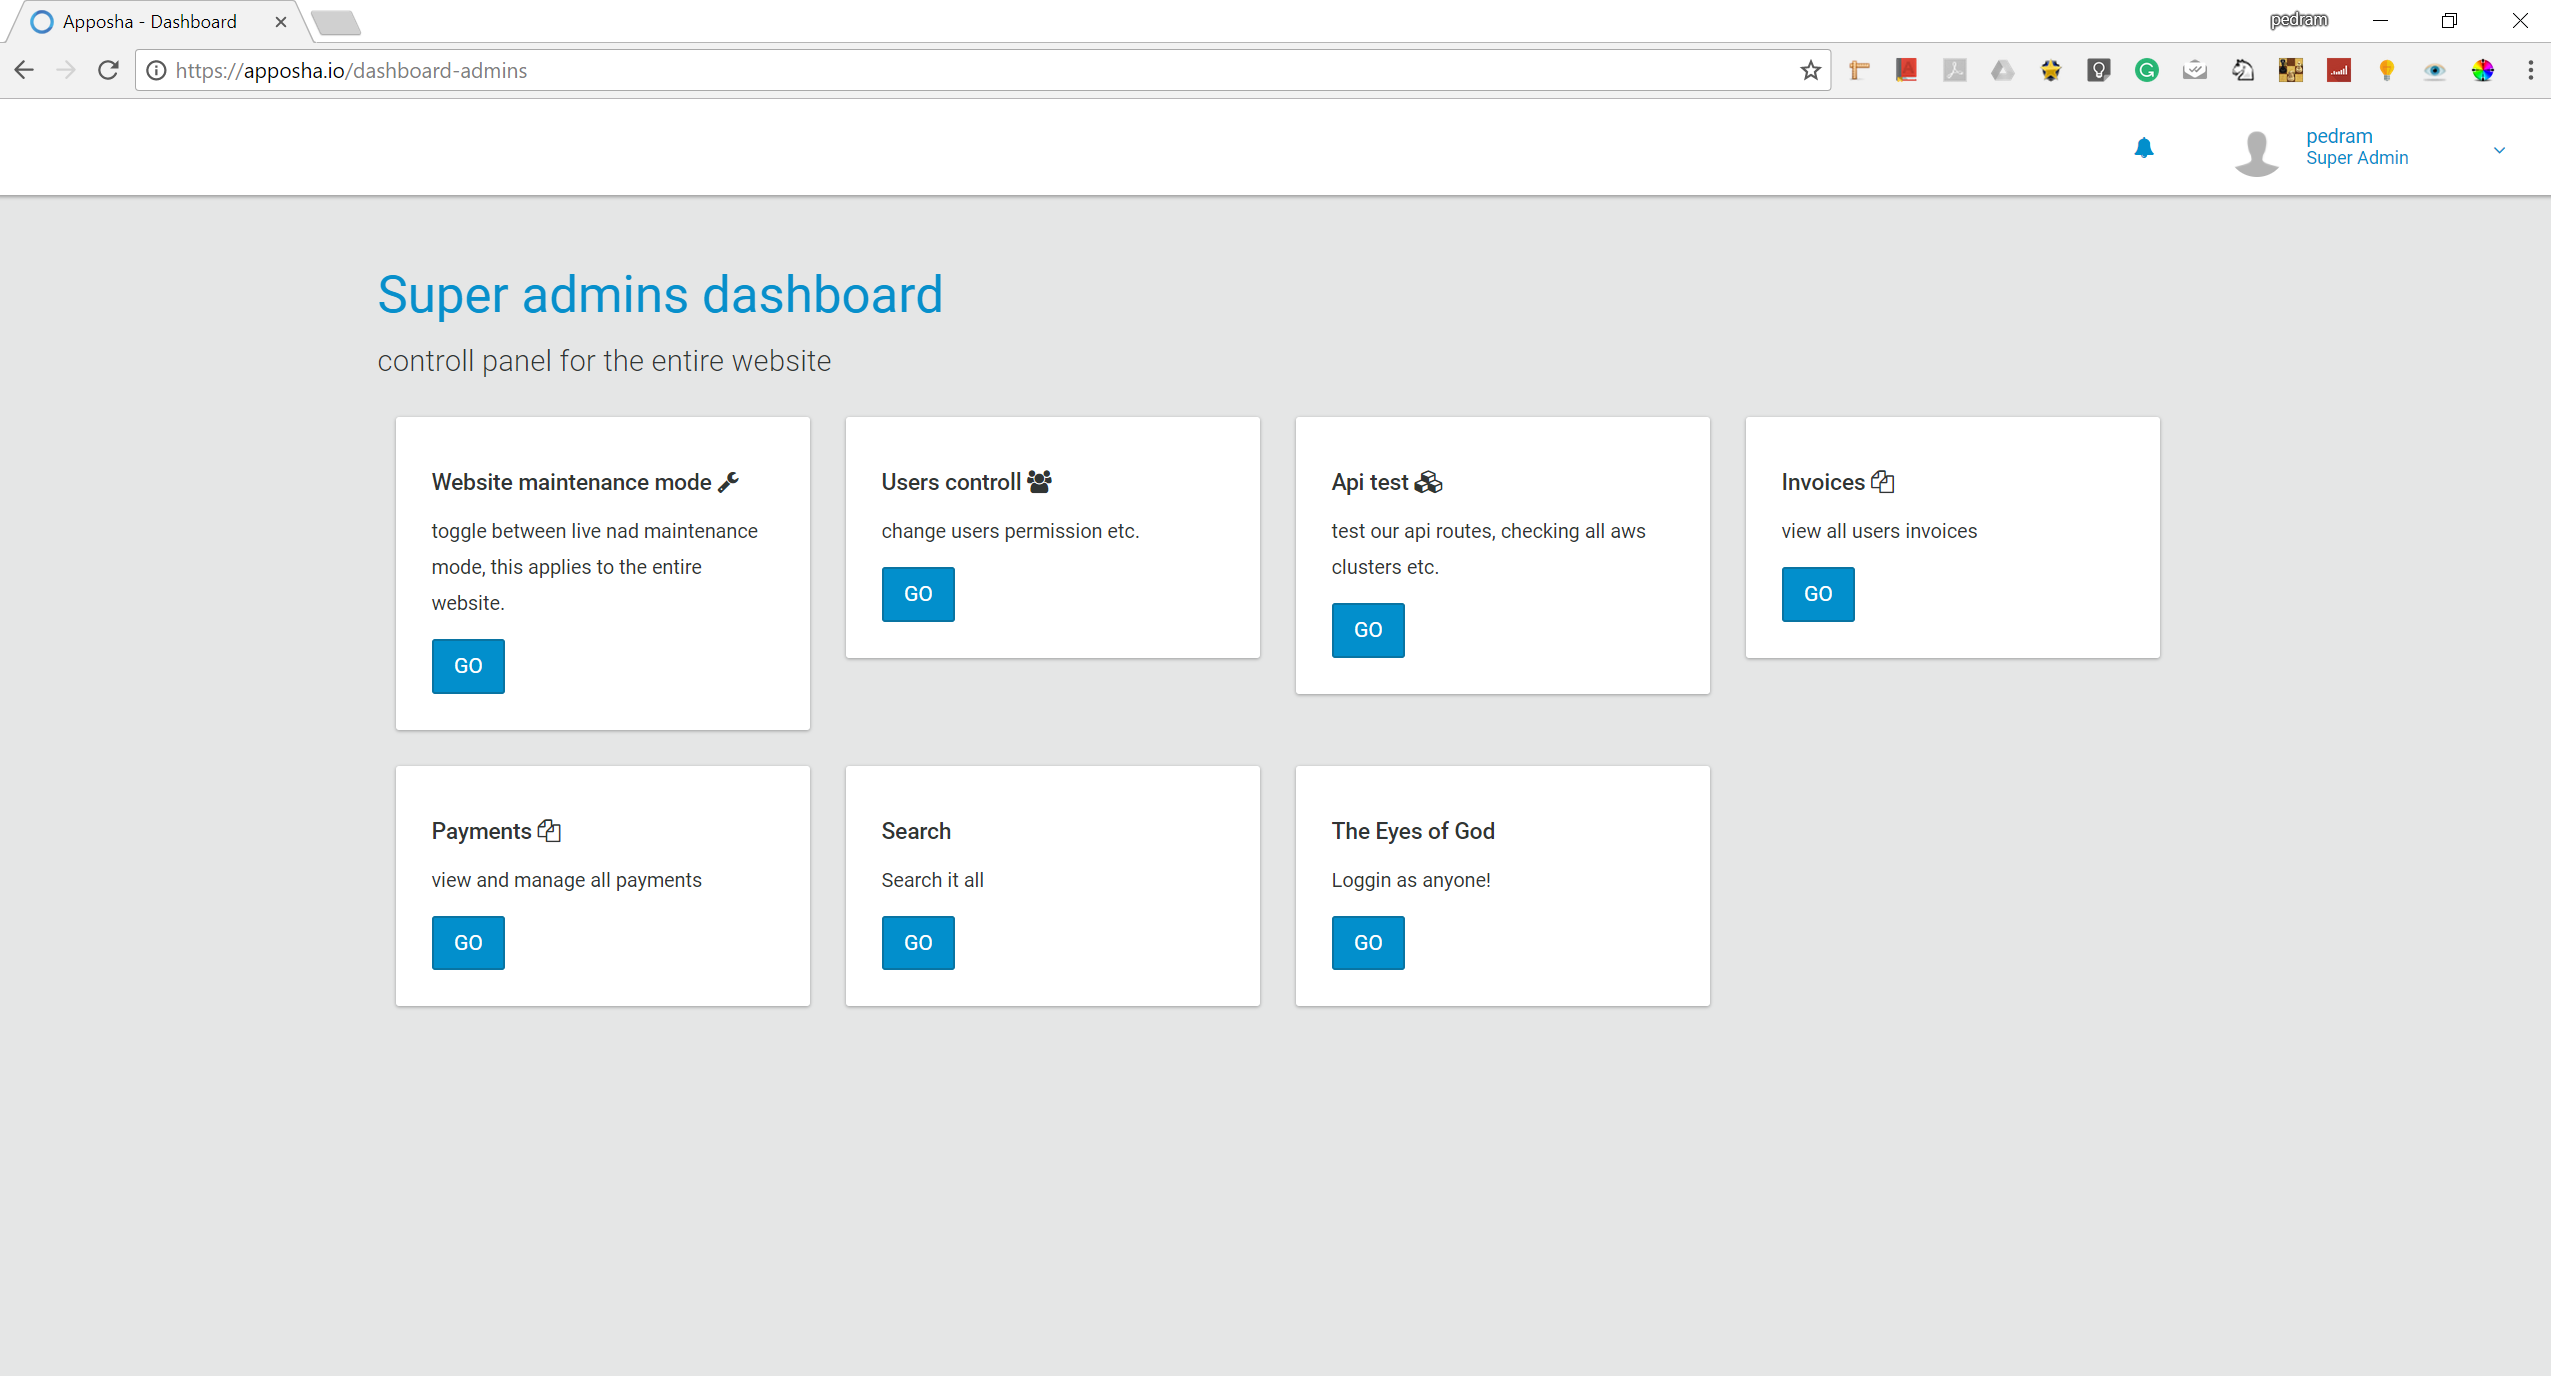 Apposha - Dashboard
pedram
https://apposha.io/dashboard-admins
pedram
Super Admin
Super admins dashboard
controll panel for the entire website
Website maintenance mode
toggle between live nad maintenance
mode, this applies to the entire
website.
GO
Users controll
change users permission etc.
GO
Api test
test our api routes, checking all aws
clusters etc.
GO
Invoices
view all users invoices
GO
Payments
view and manage all payments
GO
Search
Search it all
GO
The Eyes of God
Loggin as anyone!
GO